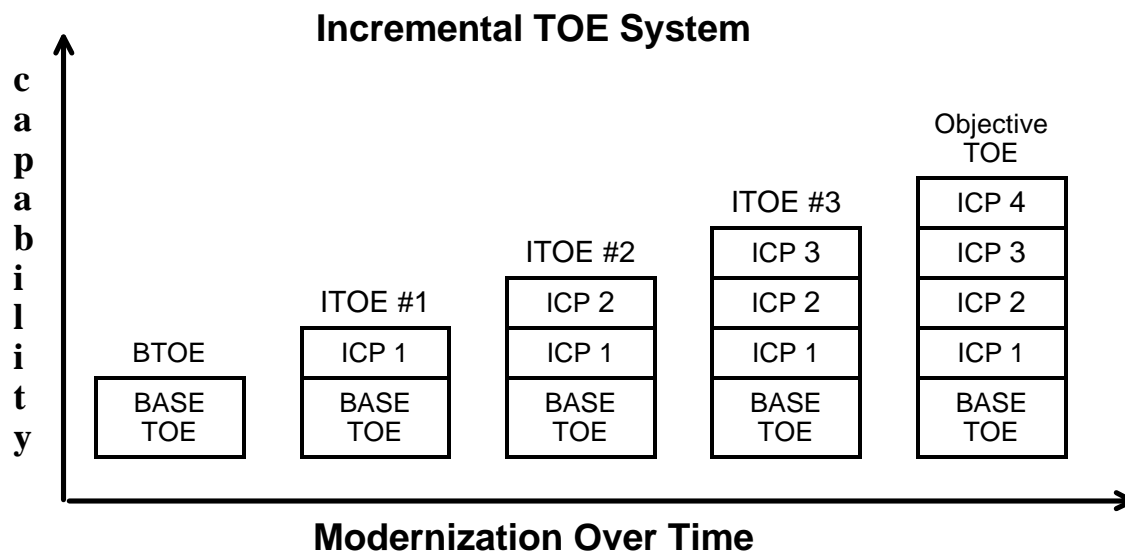 Incremental TOE System
c
a
p
a
b
i
l
i
t
y
BTOE
BASE
TOE
ITOE #1
ICP 1
BASE
TOE
ITOE #2
ICP 2
ICP 1
BASE
TOE
ITOE #3
ICP 3
ICP 2
ICP 1
BASE
TOE
Objective
TOE
ICP 4
ICP 3
ICP 2
ICP 1
BASE
TOE
Modernization Over Time